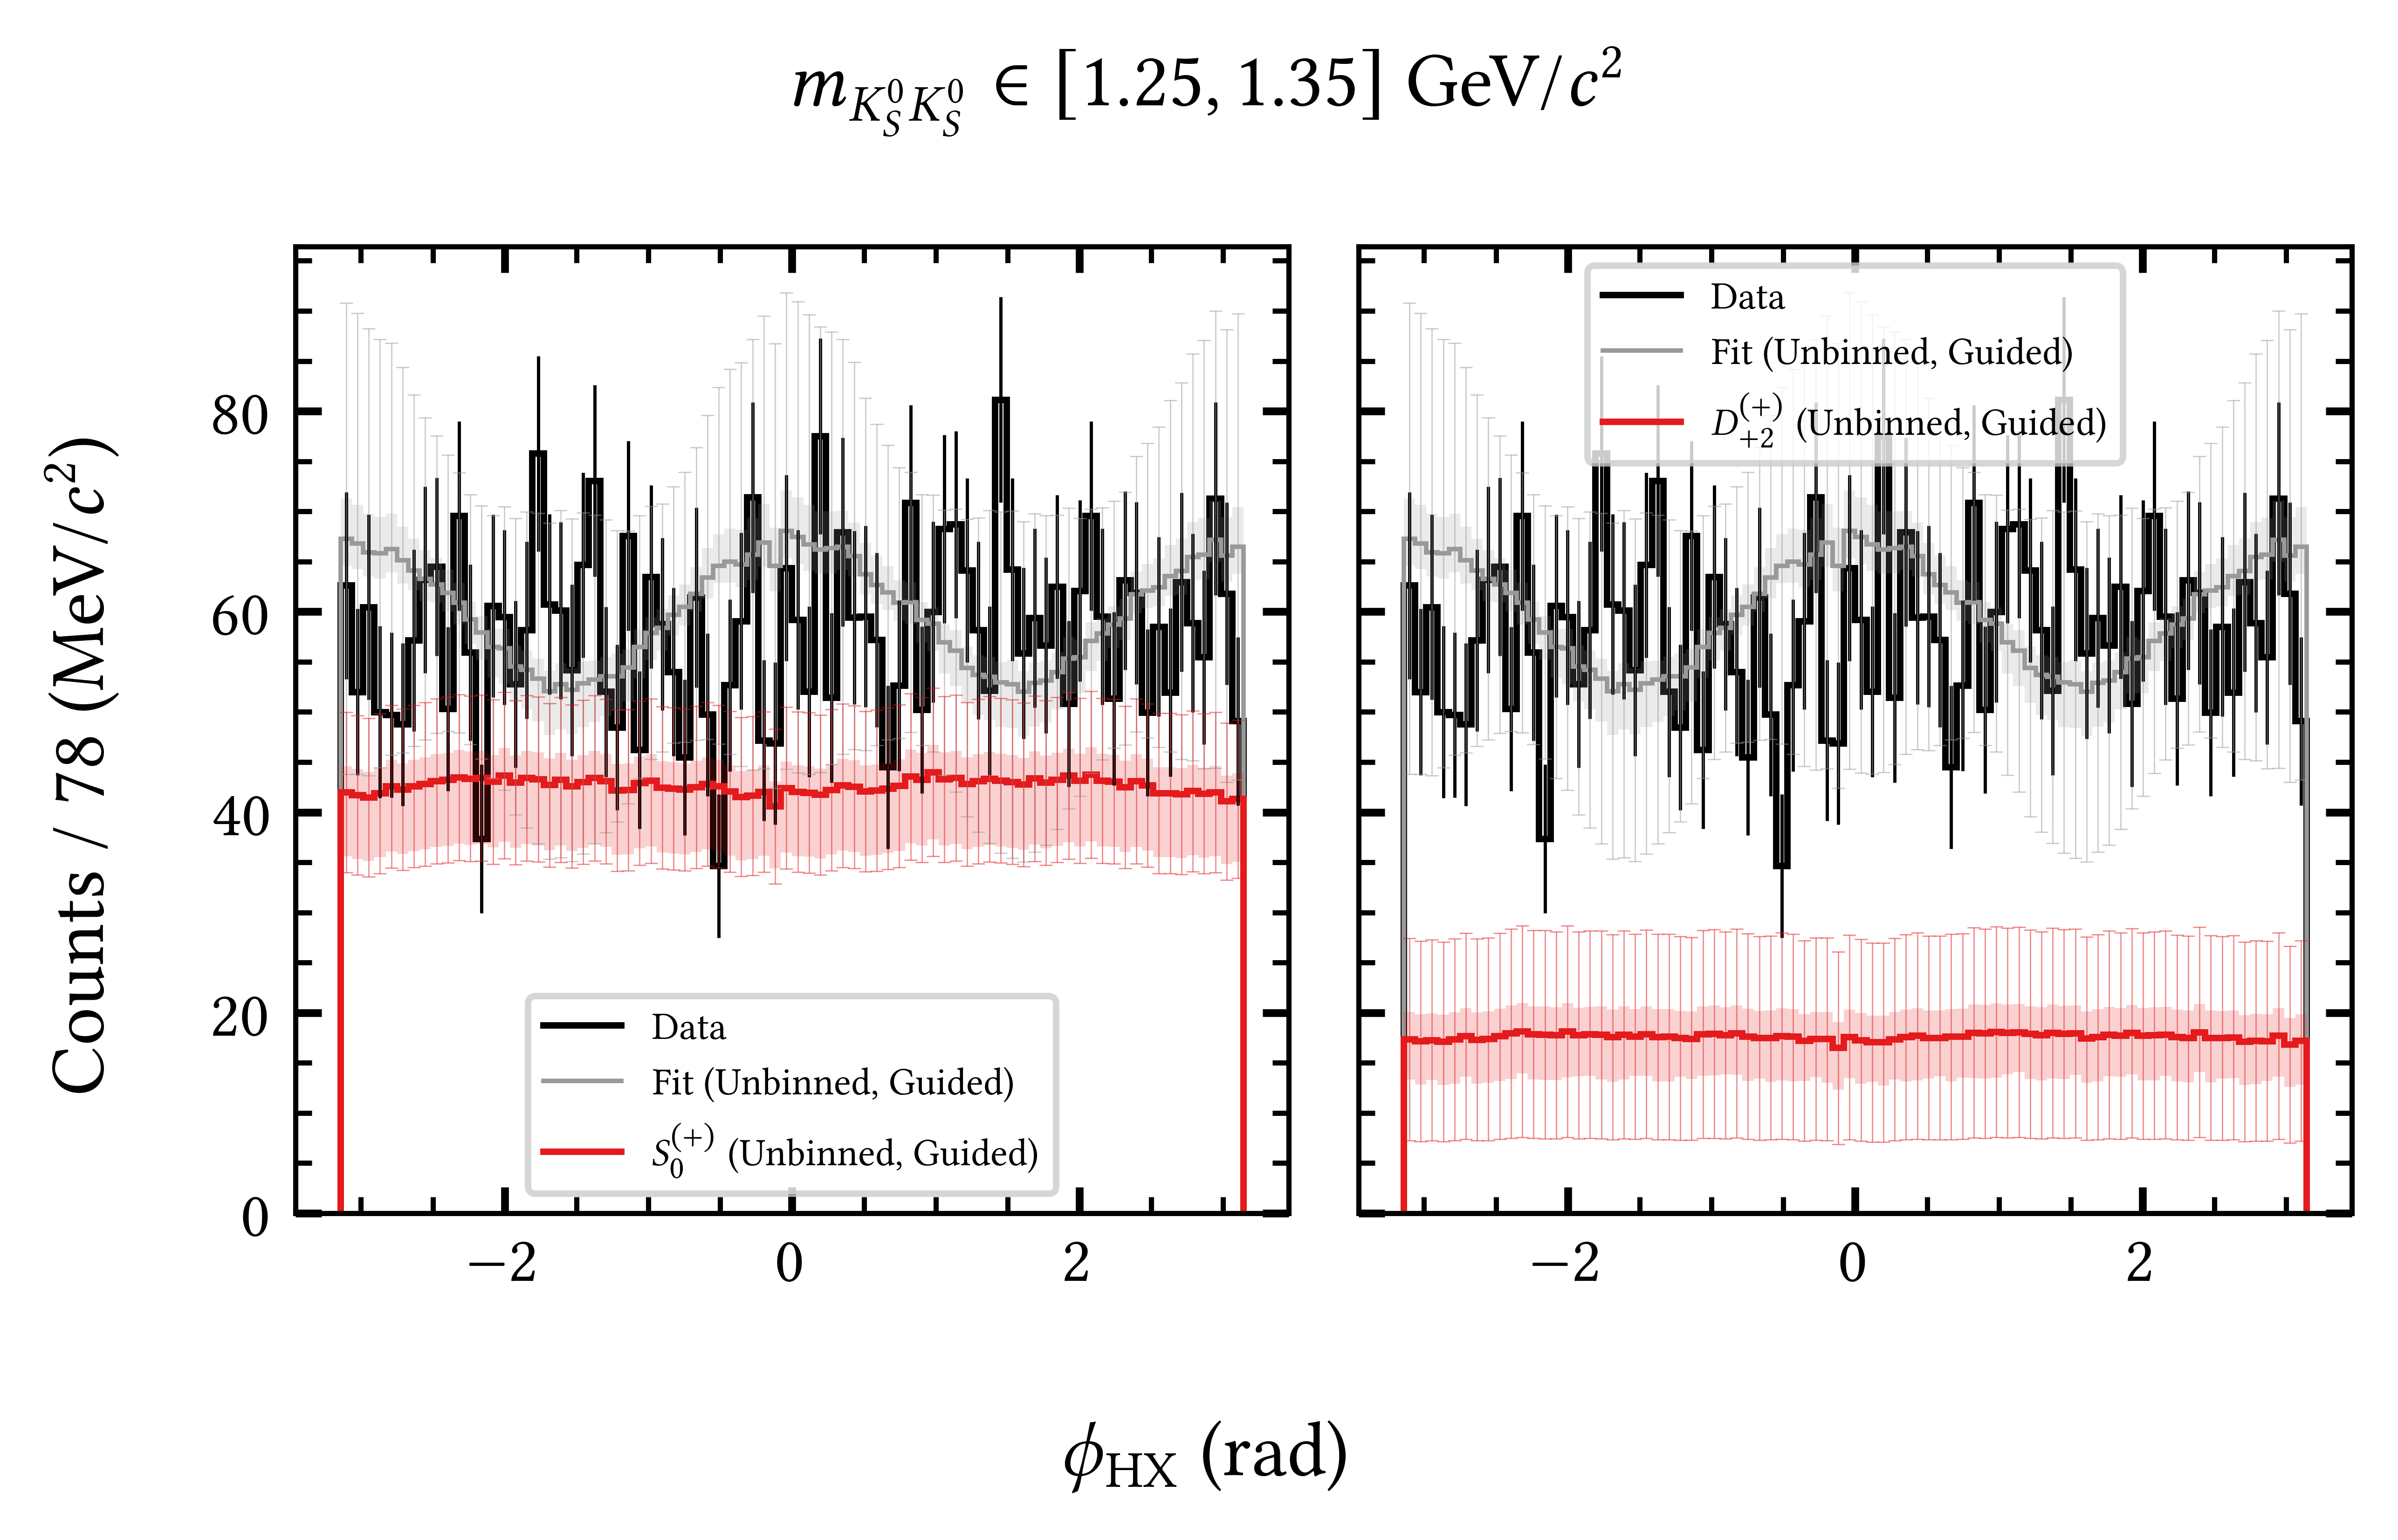 m_{K_S^0 K_S^0} ∈ [1.25, 1.35] GeV/c²
Counts / 78 (MeV/c²)
80
60
40
20
0
Data
Fit (Unbinned, Guided)
S_0^{(+)} (Unbinned, Guided)
−2 0 2
Data
Fit (Unbinned, Guided)
D_{+2}^{(+)} (Unbinned, Guided)
−2 0 2
ϕ_{HX} (rad)